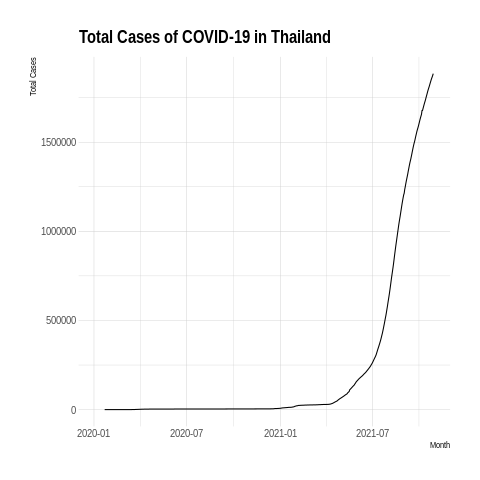 Total Cases of COVID-19 in Thailand
Total Cases
1500000
1000000
500000
0
2020-01 2020-07 2021-01 2021-07
Month